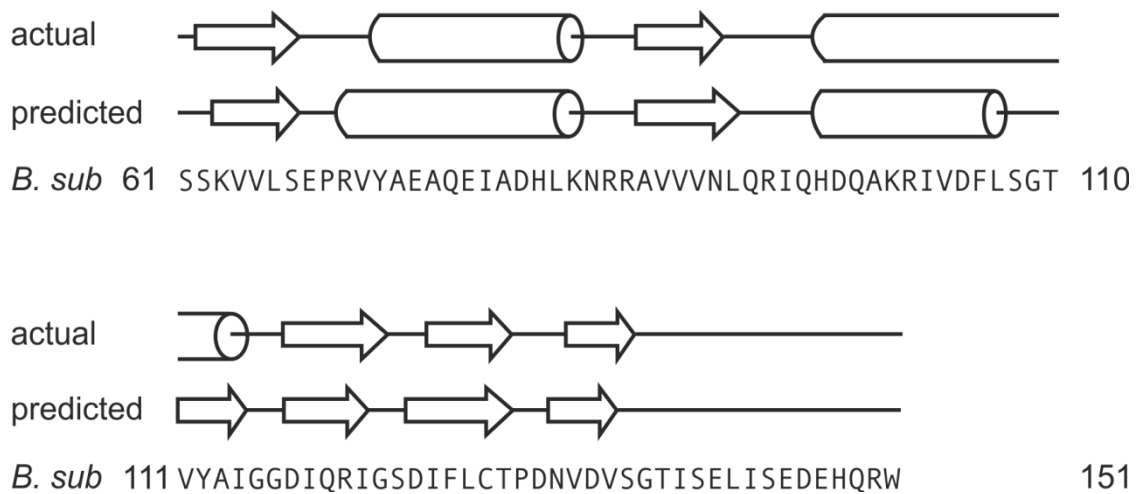 actual
predicted
B. sub 61 SSKVVLSEPRVYAEAQEIADHLKNRRAVVVNLQRIQHDQAKRIVDFLSGT 110
actual
predicted
B. sub 111 VYAIGGDIQRIGSDIFLCTPDNVDVSGTISELISEDEHQRW 151